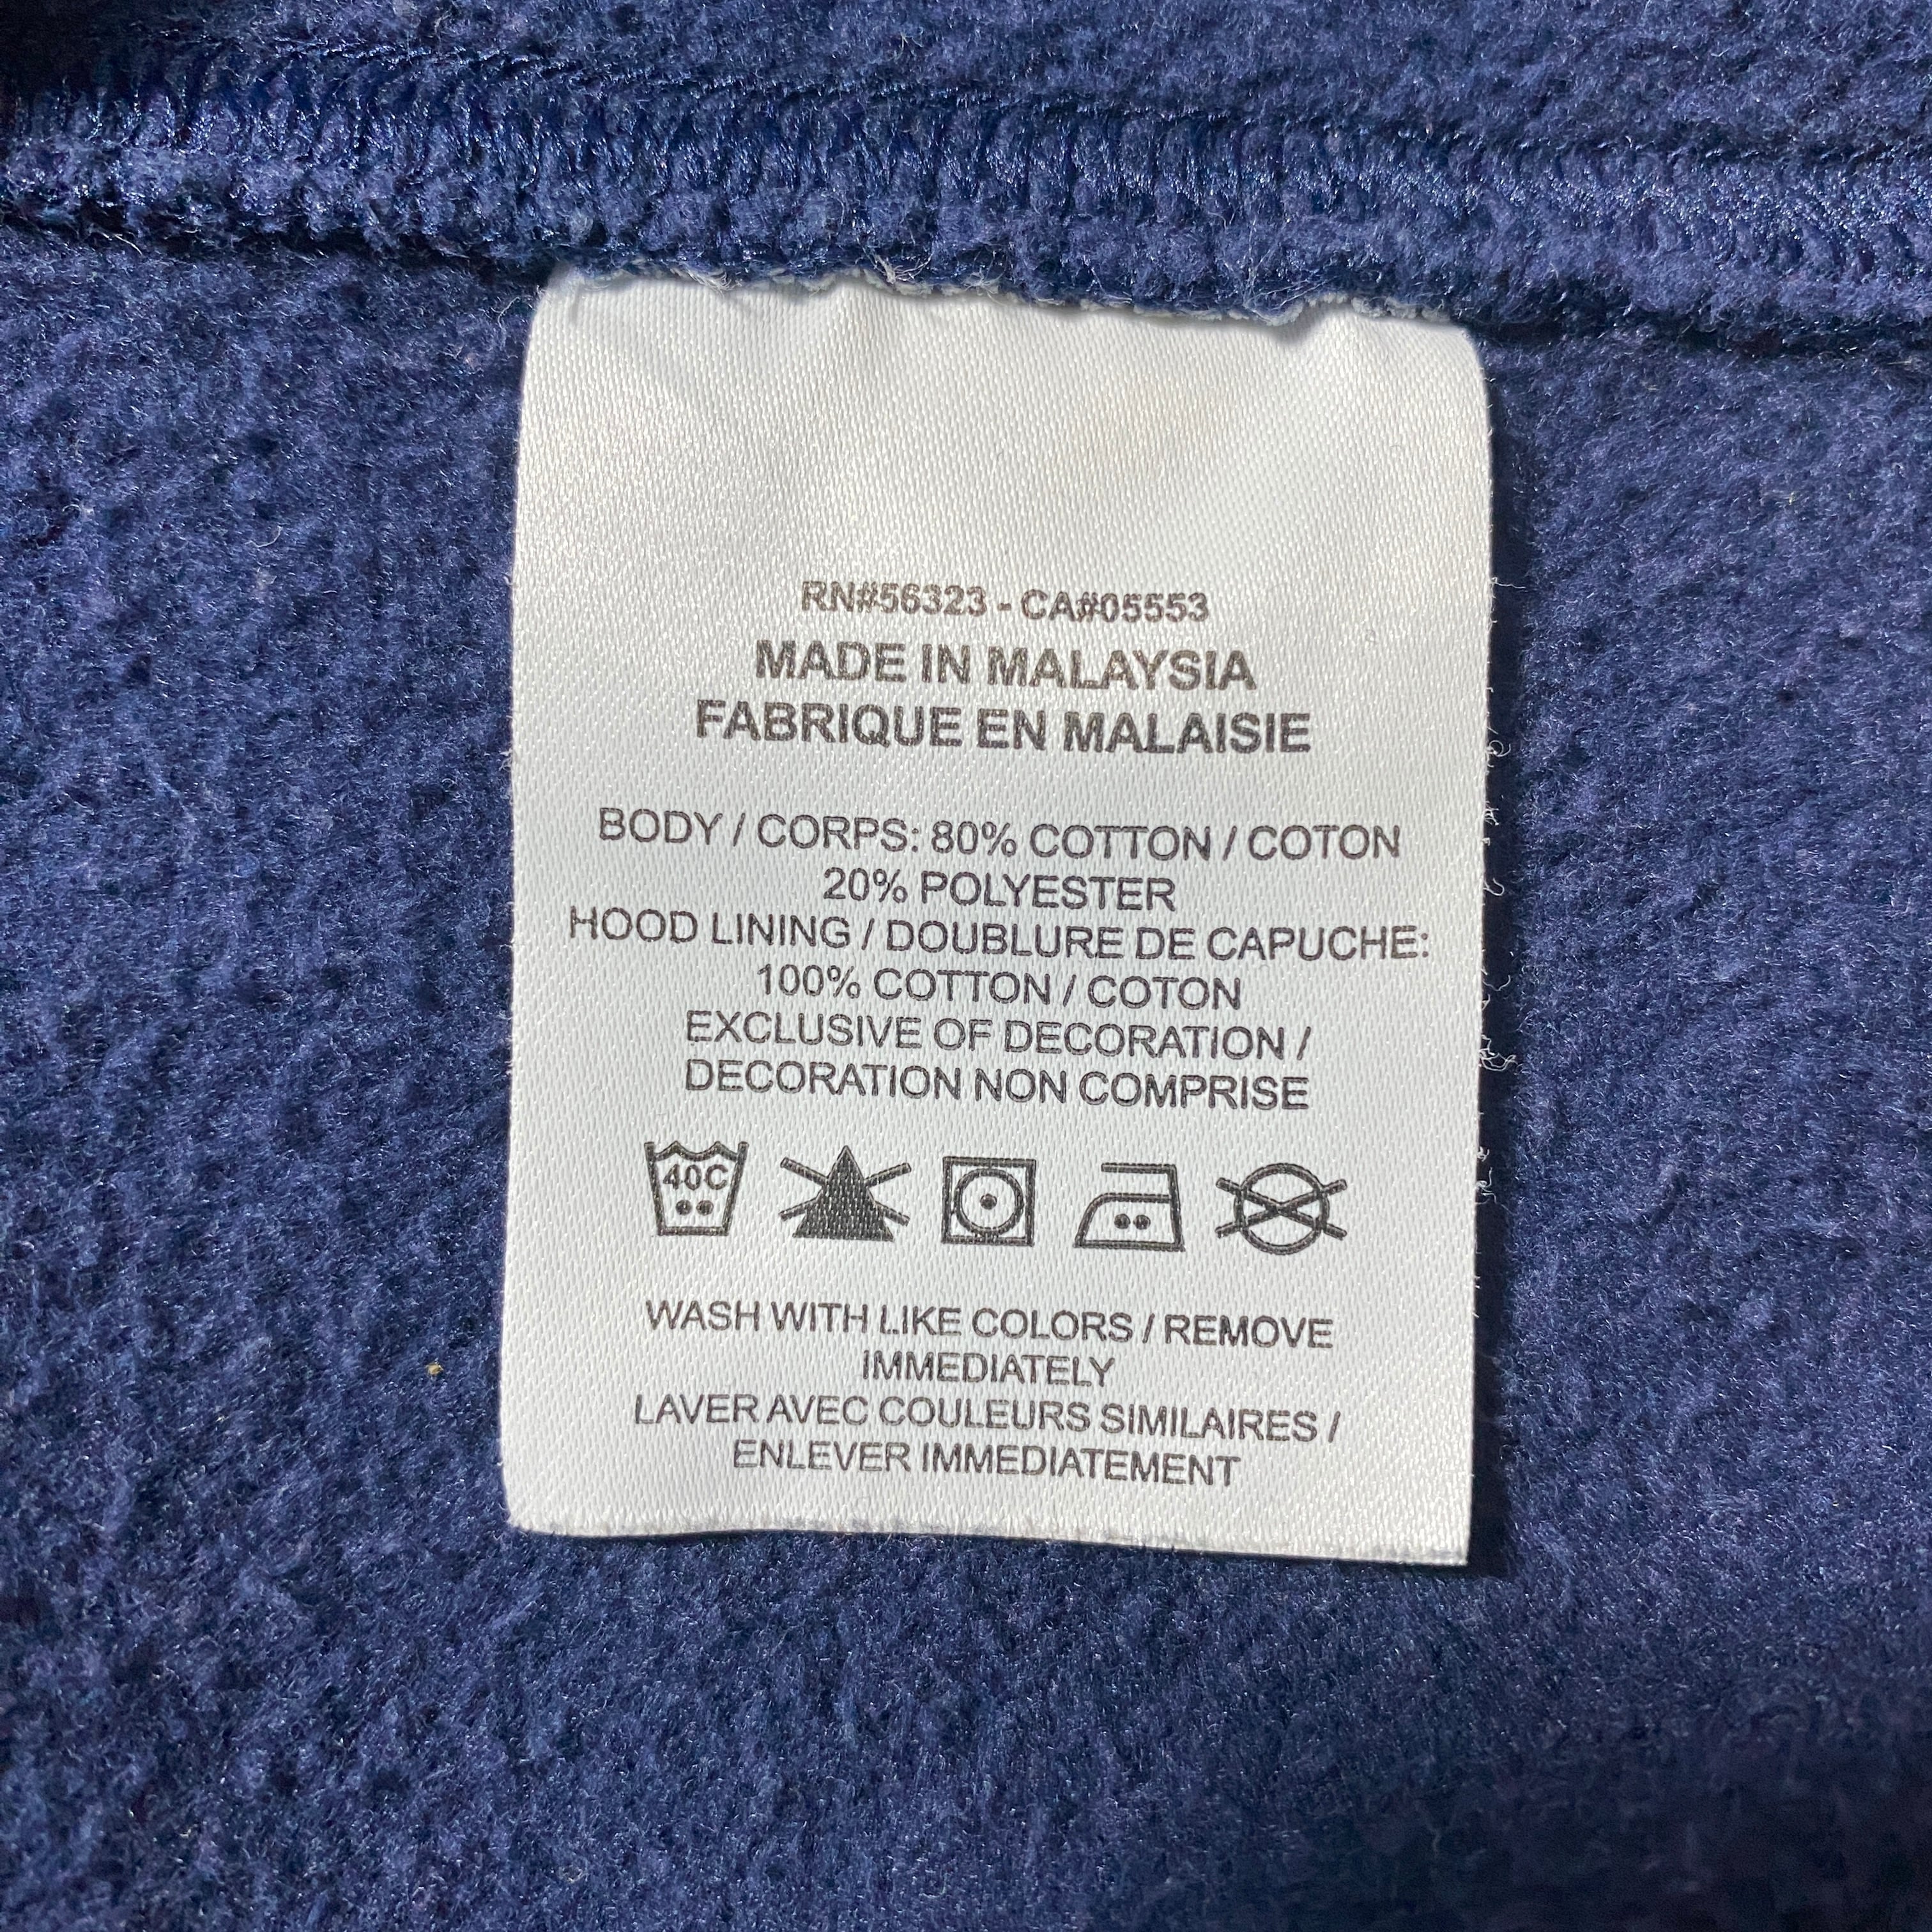 RN#56323 - CA#05553
MADE IN MALAYSIA
FABRIQUE EN MALAISIE
BODY / CORPS: 80% COTTON / COTON
20% POLYESTER
HOOD LINING / DOUBLURE DE CAPUCHE:
100% COTTON / COTON
EXCLUSIVE OF DECORATION /
DECORATION NON COMPRISE
40C
WASH WITH LIKE COLORS / REMOVE
IMMEDIATELY
LAVER AVEC COULEURS SIMILAIRES /
ENLEVER IMMEDIATEMENT